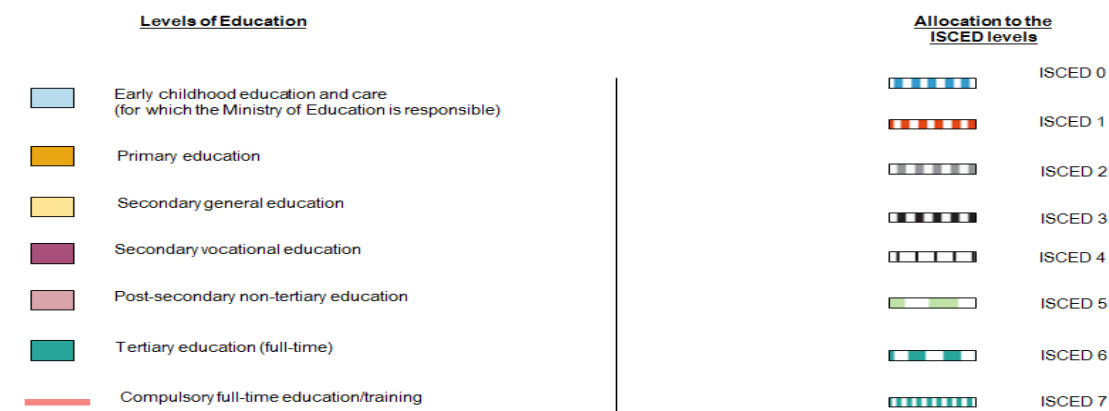 Levels of Education
Early childhood education and care
(for which the Ministry of Education is responsible)
Primary education
Secondary general education
Secondary vocational education
Post-secondary non-tertiary education
Tertiary education (full-time)
Compulsory full-time education/training
Allocation to the
ISCED levels
ISCED 0
ISCED 1
ISCED 2
ISCED 3
ISCED 4
ISCED 5
ISCED 6
ISCED 7